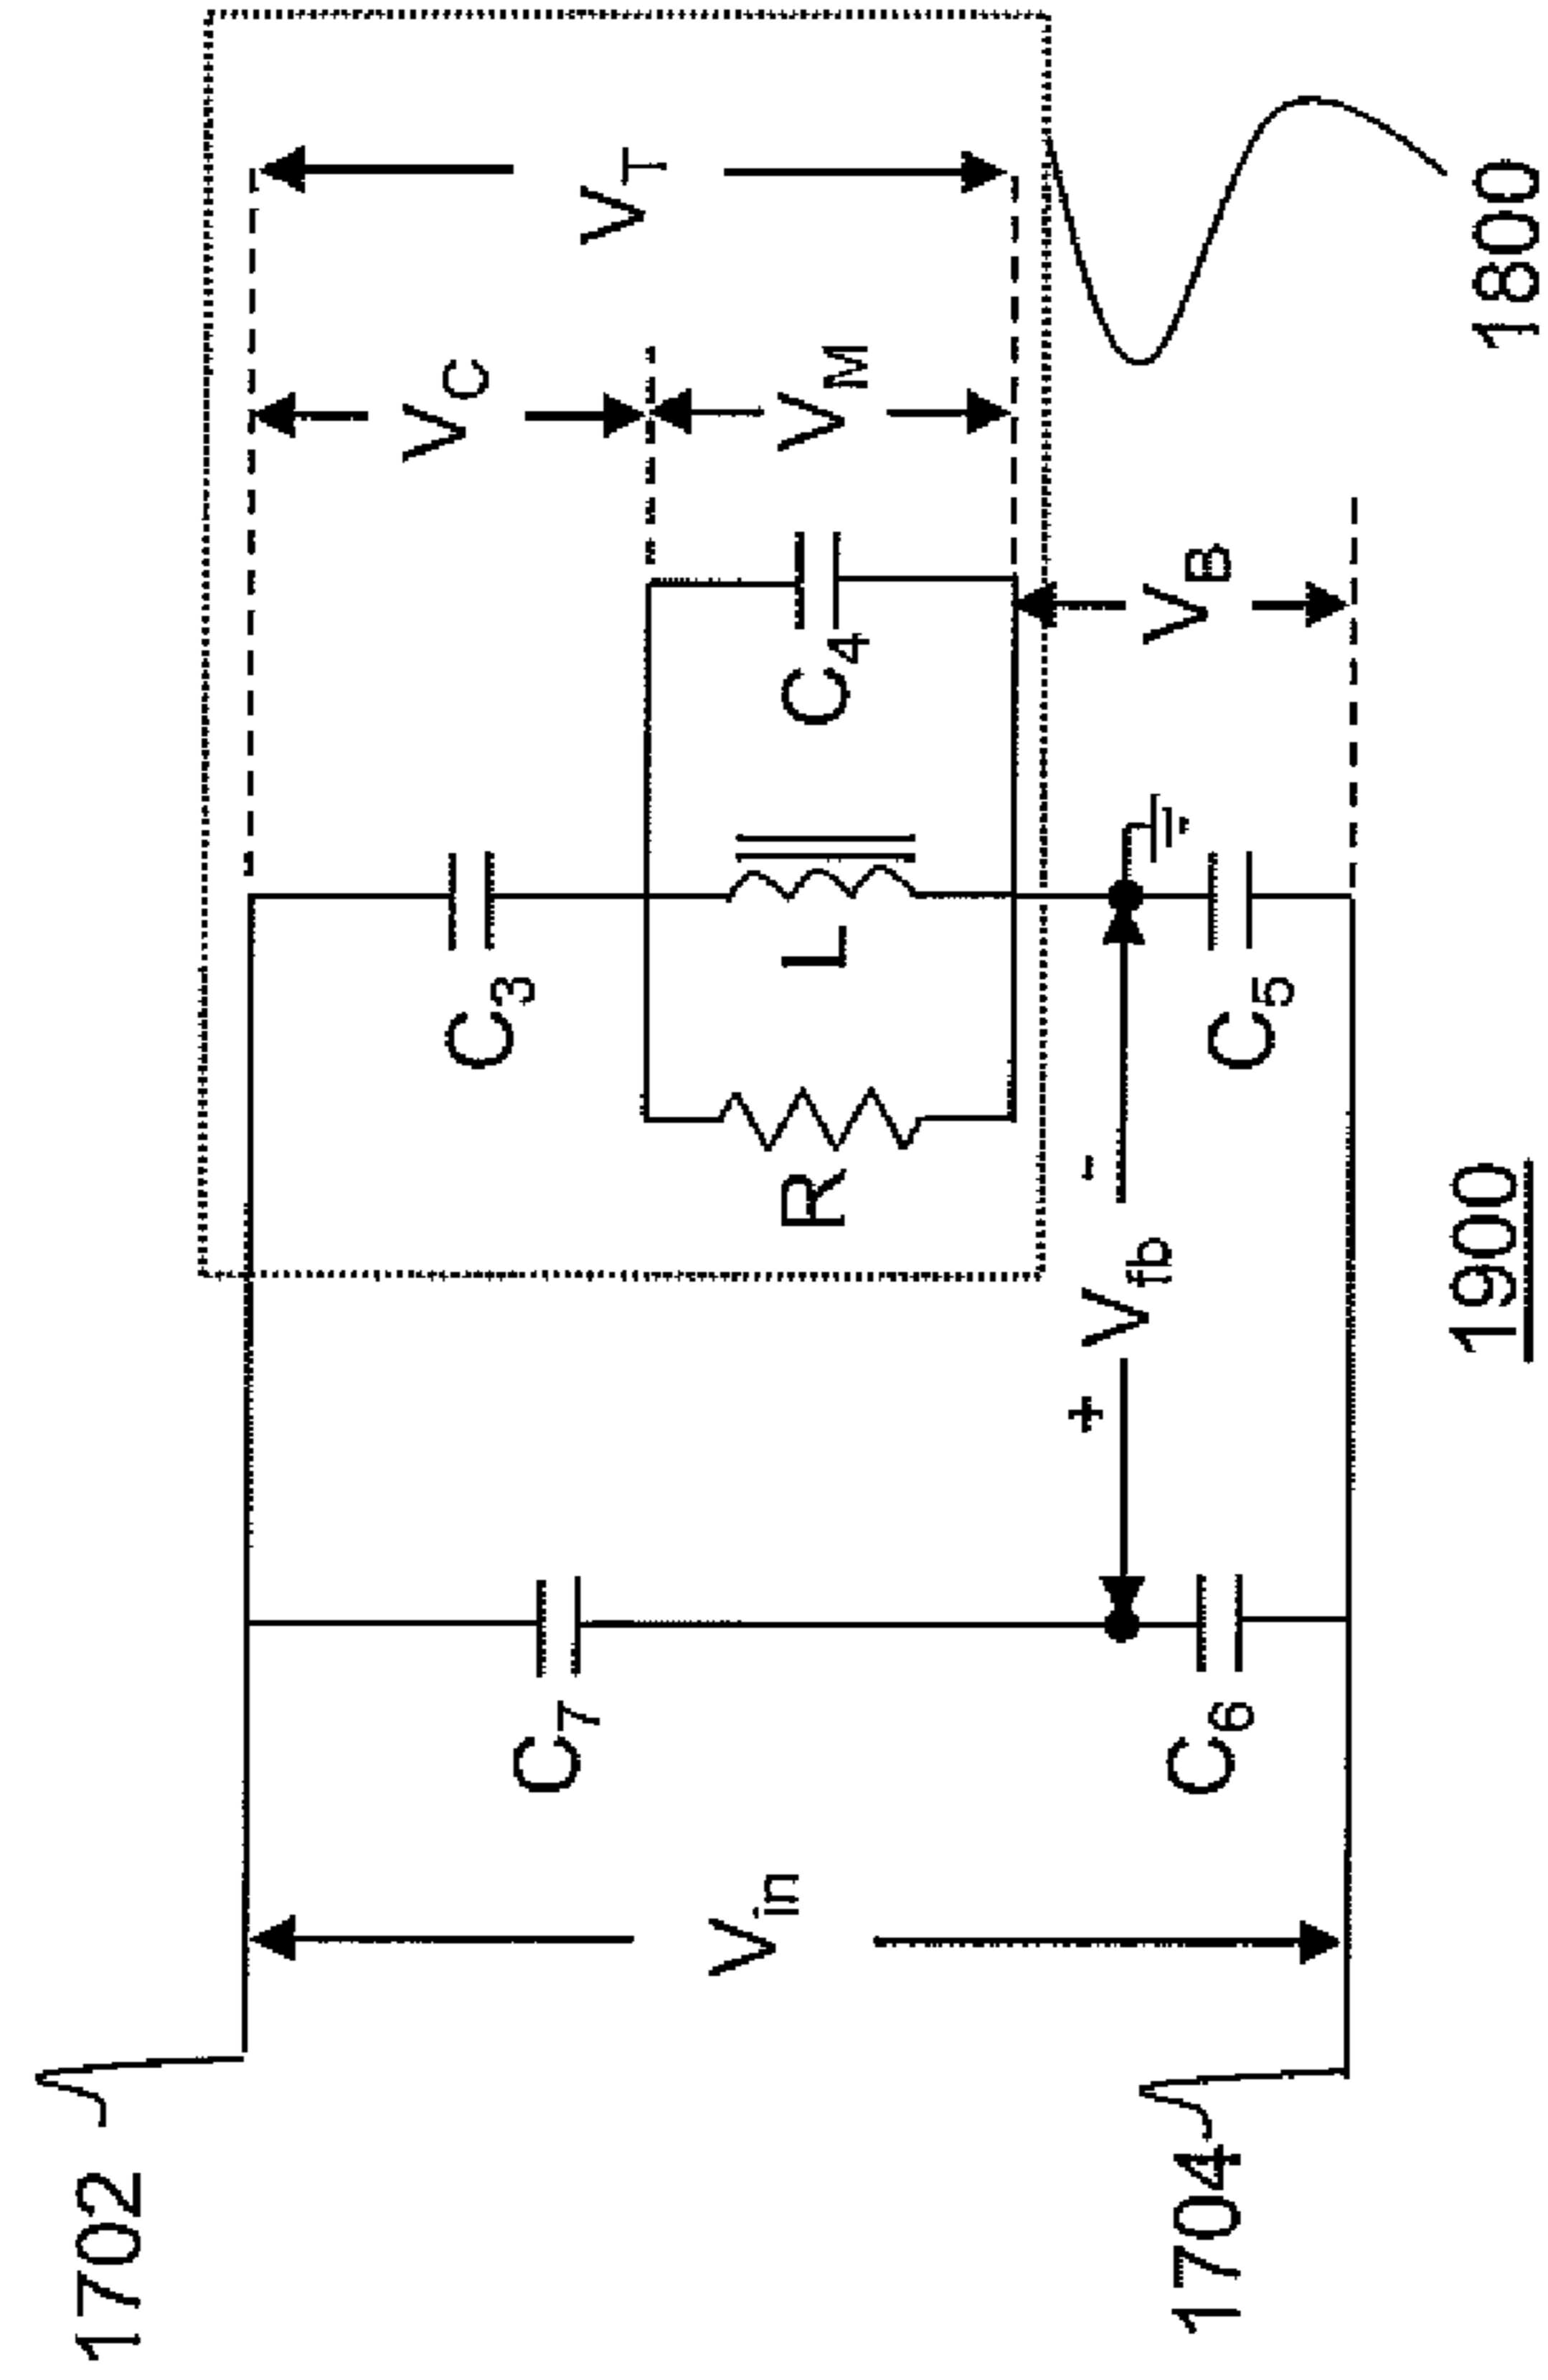 1702
V_C
C_3
C_7
V_T
V_in
R
L
C_4
V_M
+ V_fb -
V_B
1704
C_6
C_5
1900
1800